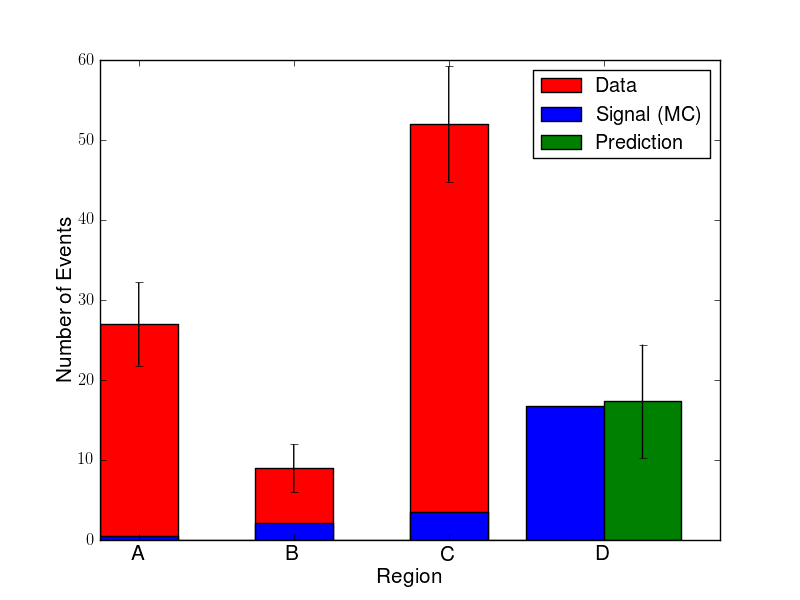 60
50
40
30
20
10
0
Number of Events
Data
Signal (MC)
Prediction
A
B
C
D
Region